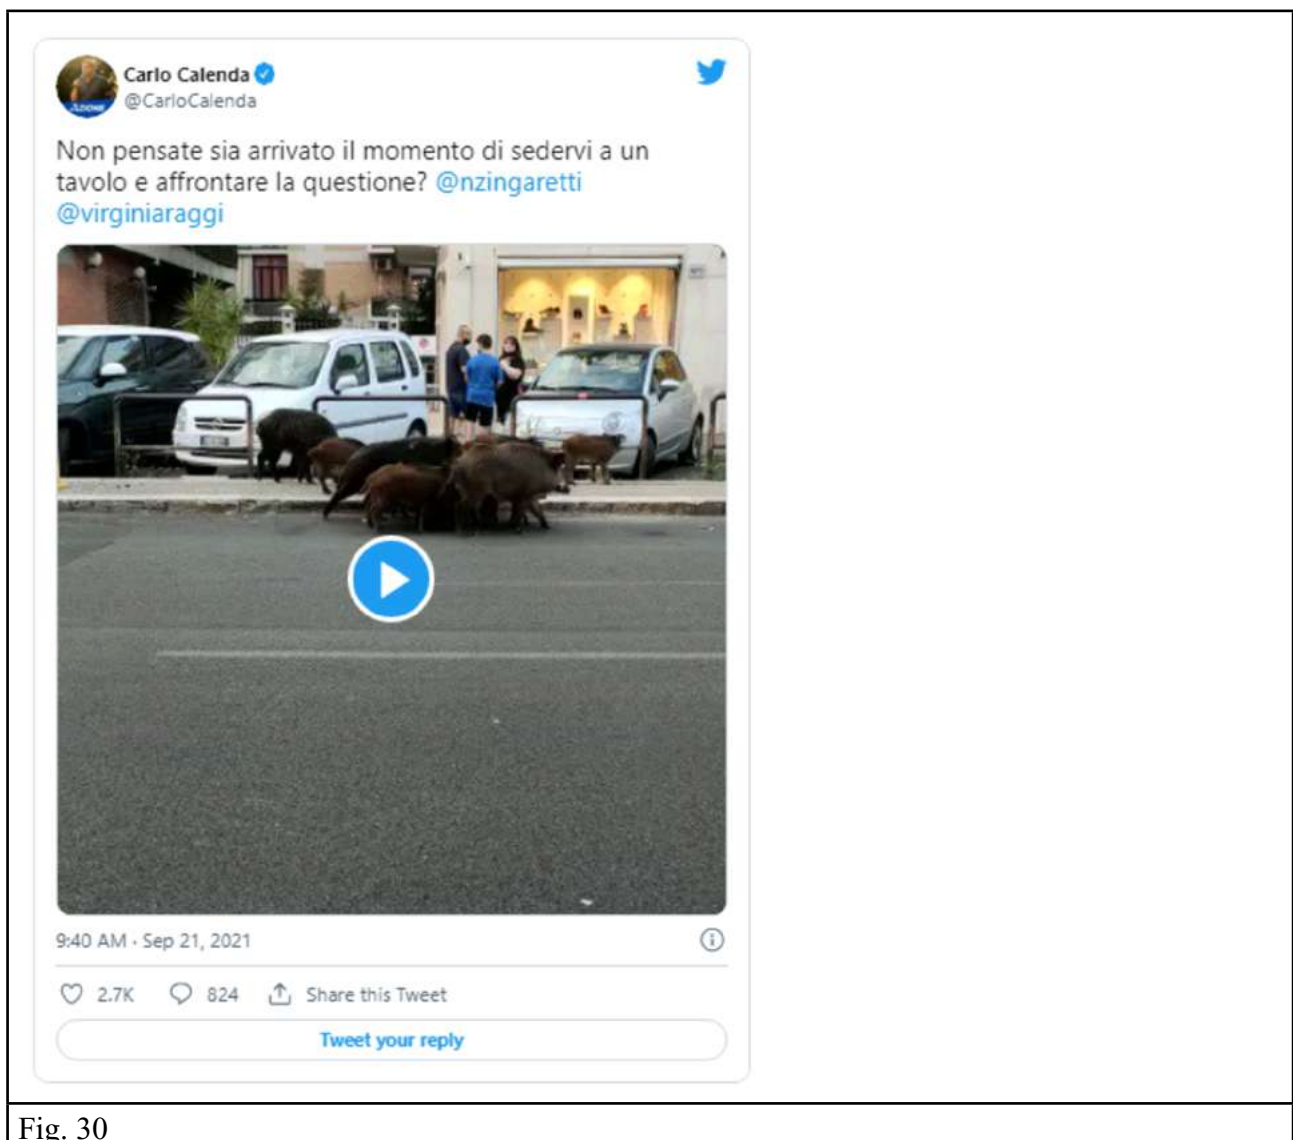 Carlo Calenda
@CarloCalenda
AZIONE
Non pensate sia arrivato il momento di sedervi a un
tavolo e affrontare la questione? @nzingaretti
@virginiaraggi
9:40 AM · Sep 21, 2021
2.7K 824 Share this Tweet
Tweet your reply
Fig. 30